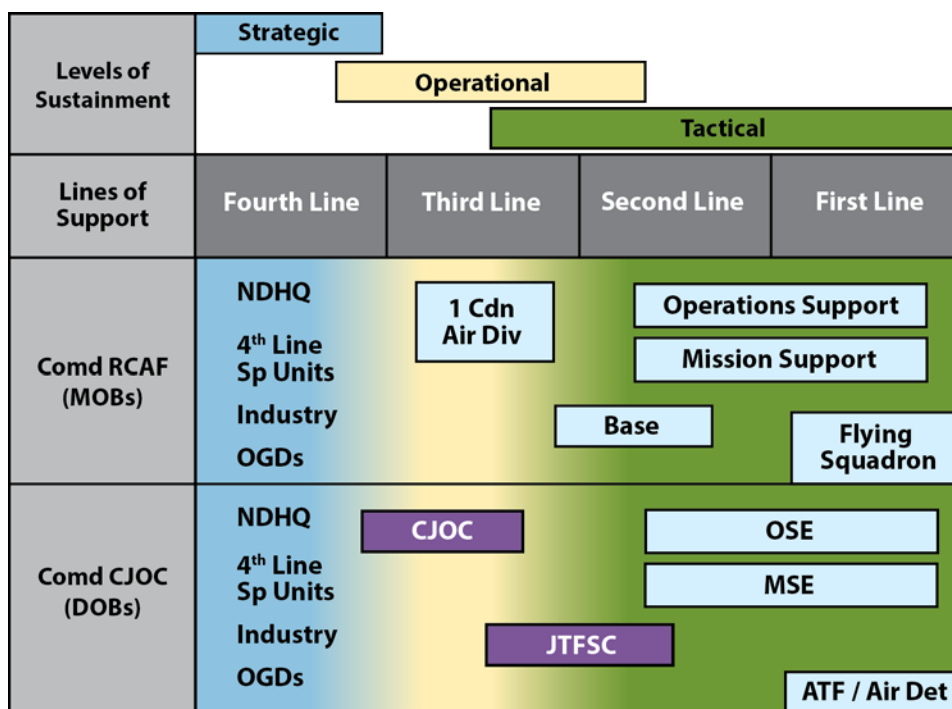 Strategic
Levels of
Sustainment
Operational
Tactical
Lines of
Support
Fourth Line
Third Line
Second Line
First Line
Comd RCAF
(MOBs)
NDHQ
4th Line
Sp Units
Industry
OGDs
1 Cdn
Air Div
Operations Support
Mission Support
Base
Flying
Squadron
Comd CJOC
(DOBs)
NDHQ
4th Line
Sp Units
Industry
OGDs
CJOC
OSE
MSE
JTFSC
ATF / Air Det